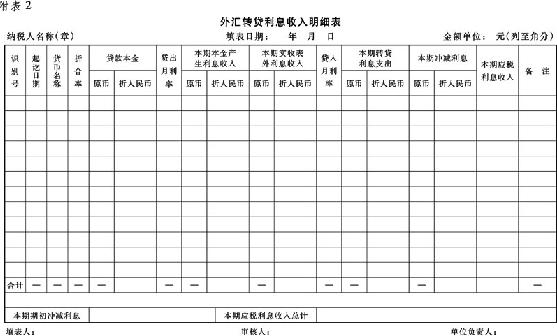 附表 2
外汇转贷利息收入明细表
纳税人名称(章) 填表日期: 年 月 日 金额单位: 元(列至角分)
识别号 起讫日期 货币名称 折合率 贷款本金 贷出月利率 本期本金产生利息收入 本期实收表外利息收入 贷入月利率 本期转贷利息支出 本期冲减利息 本期应税利息收入 备 注
原币 折人民币 原币 折人民币 原币 折人民币 原币 折人民币 原币 折人民币
合计 — — — — — — — — — — —
本期期初冲减利息 本期应税利息收入总计
填表人: 审核人: 单位负责人: